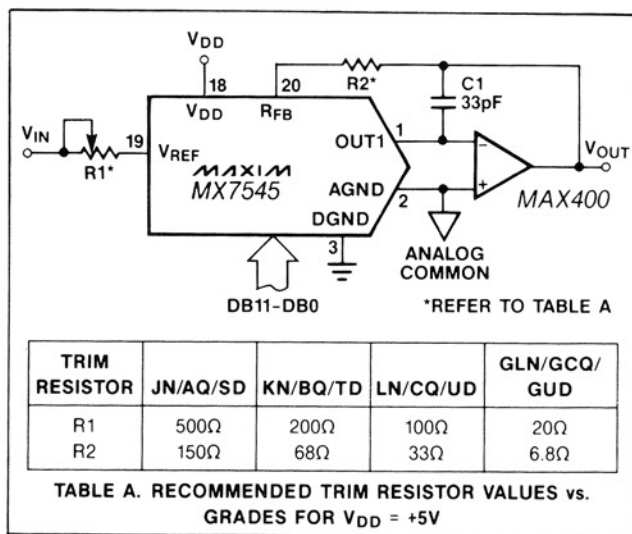 VDD
18
20
R2*
C1
33pF
VDD
RFB
VIN
19
VREF
R1*
MAXIM
MX7545
OUT1
1
AGND
2
DGND
3
−
+
VOUT
MAX400
ANALOG
COMMON
DB11–DB0
*REFER TO TABLE A
TRIM RESISTOR JN/AQ/SD KN/BQ/TD LN/CQ/UD GLN/GCQ/GUD
R1 500Ω 200Ω 100Ω 20Ω
R2 150Ω 68Ω 33Ω 6.8Ω
TABLE A. RECOMMENDED TRIM RESISTOR VALUES vs.
GRADES FOR VDD = +5V